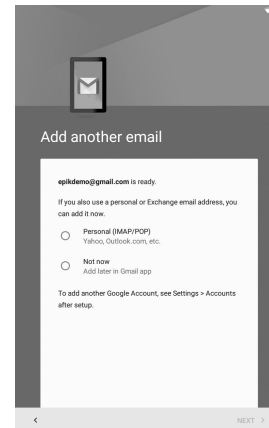 Add another email
epikdemo@gmail.com is ready.
If you also use a personal or Exchange email address, you
can add it now.
Personal (IMAP/POP)
Yahoo, Outlook.com, etc.
Not now
Add later in Gmail app
To add another Google Account, see Settings > Accounts
after setup.
< NEXT >